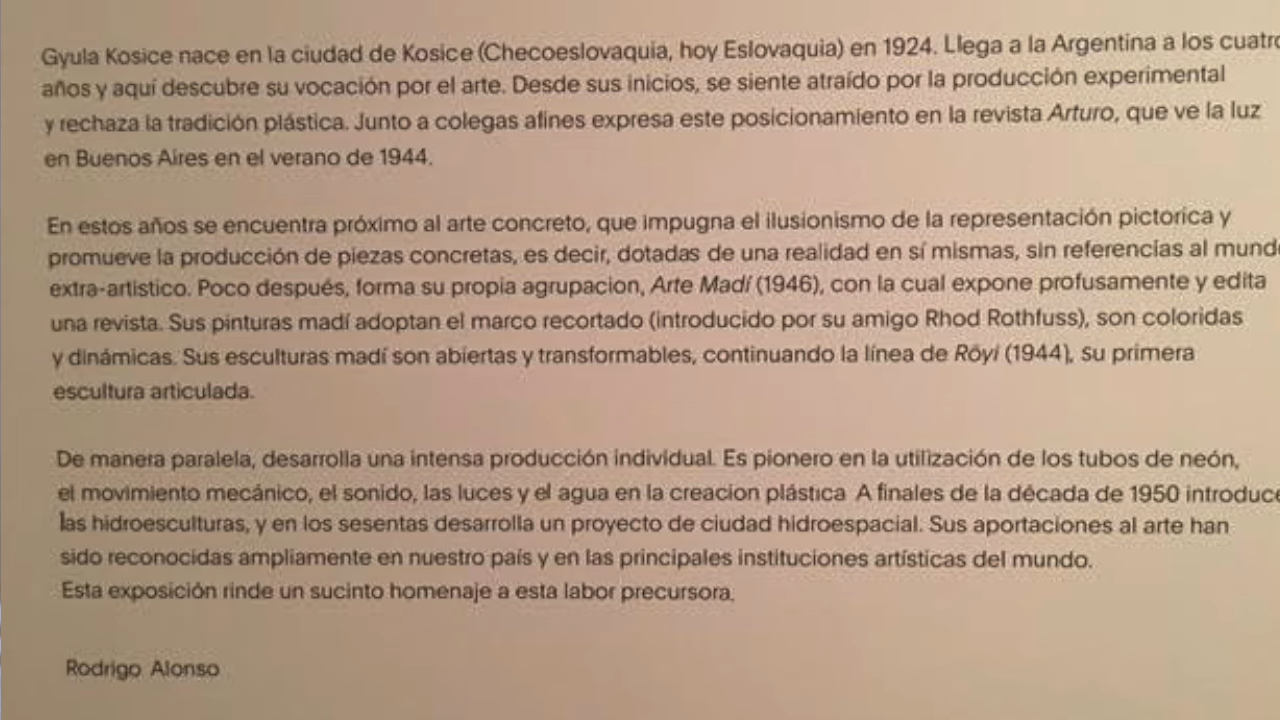 Gyula Kosice nace en la ciudad de Kosice (Checoeslovaquia, hoy Eslovaquia) en 1924. Llega a la Argentina a los cuatro
años y aquí descubre su vocación por el arte. Desde sus inicios, se siente atraído por la producción experimental
y rechaza la tradición plástica. Junto a colegas afines expresa este posicionamiento en la revista Arturo, que ve la luz
en Buenos Aires en el verano de 1944.
En estos años se encuentra próximo al arte concreto, que impugna el ilusionismo de la representación pictorica y
promueve la producción de piezas concretas, es decir, dotadas de una realidad en sí mismas, sin referencias al mundo
extra-artistico. Poco después, forma su propia agrupacion, Arte Madí (1946), con la cual expone profusamente y edita
una revista. Sus pinturas madí adoptan el marco recortado (introducido por su amigo Rhod Rothfuss), son coloridas
y dinámicas. Sus esculturas madí son abiertas y transformables, continuando la línea de Röyi (1944), su primera
escultura articulada.
De manera paralela, desarrolla una intensa producción individual. Es pionero en la utilización de los tubos de neón,
el movimiento mecánico, el sonido, las luces y el agua en la creacion plástica A finales de la década de 1950 introduce
las hidroesculturas, y en los sesentas desarrolla un proyecto de ciudad hidroespacial. Sus aportaciones al arte han
sido reconocidas ampliamente en nuestro país y en las principales instituciones artísticas del mundo.
Esta exposición rinde un sucinto homenaje a esta labor precursora.
Rodrigo Alonso